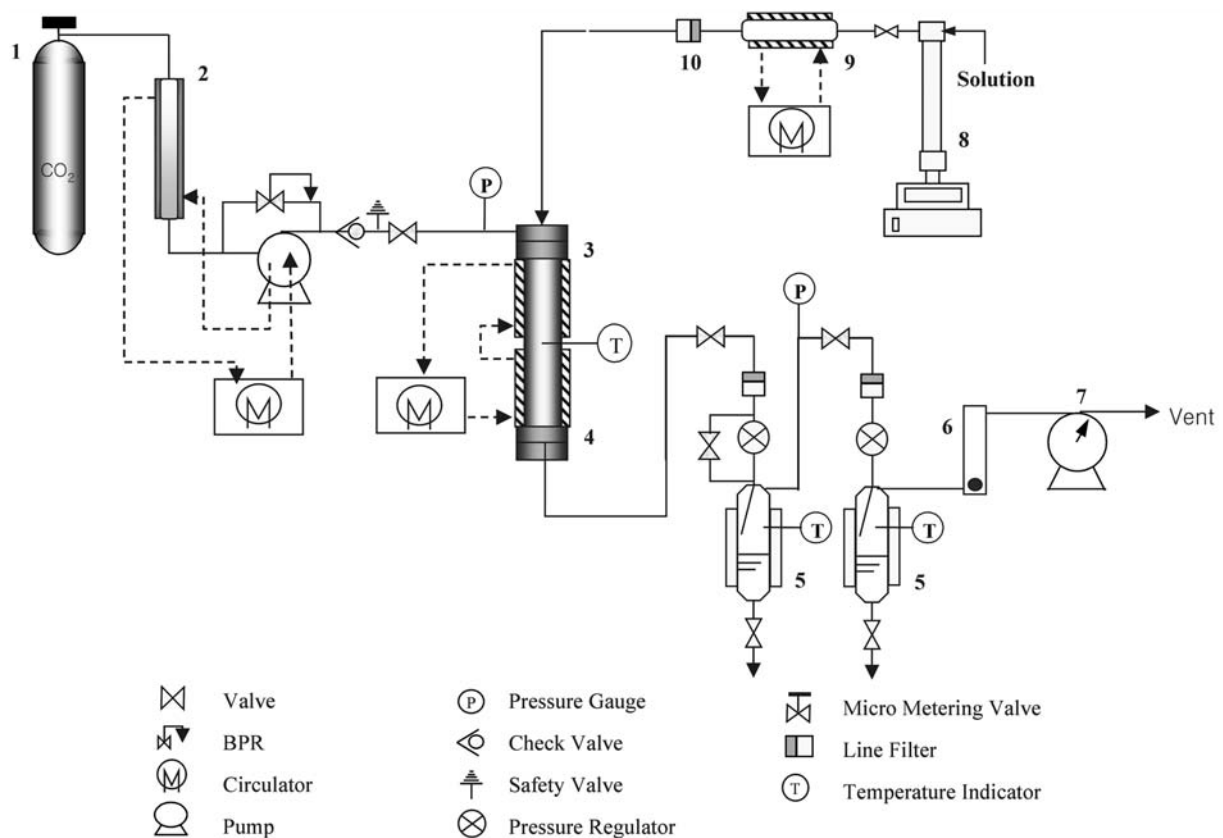 1
CO2
2
10
9
Solution
M
8
P
3
T
P
M
M
4
6
7
Vent
T
T
5
5
Valve
P Pressure Gauge
Micro Metering Valve
BPR
Check Valve
Line Filter
M Circulator
Safety Valve
T Temperature Indicator
Pump
Pressure Regulator